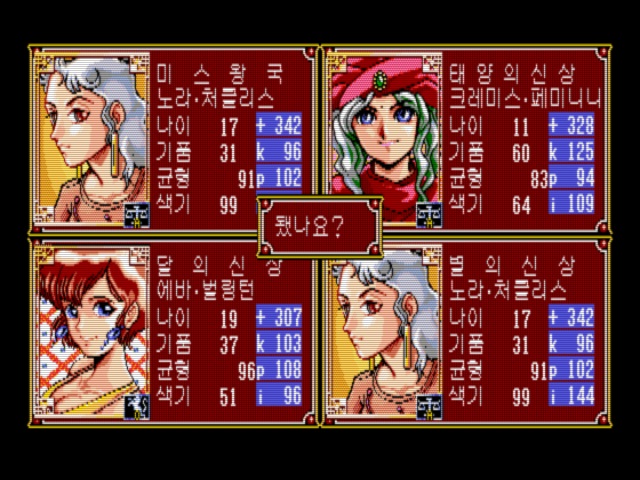 미스왕국
노라·처클리스
나이 17 + 342
기품 31 k 96
균형 91 p 102
색기 99
태양의신상
크레미스·페미니니
나이 11 + 328
기품 60 k 125
균형 83 p 94
색기 64 i 109
됐나요?
달의신상
에바·벌렁턴
나이 19 + 307
기품 37 k 103
균형 96 p 108
색기 51 i 96
별의신상
노라·처클리스
나이 17 + 342
기품 31 k 96
균형 91 p 102
색기 99 i 144